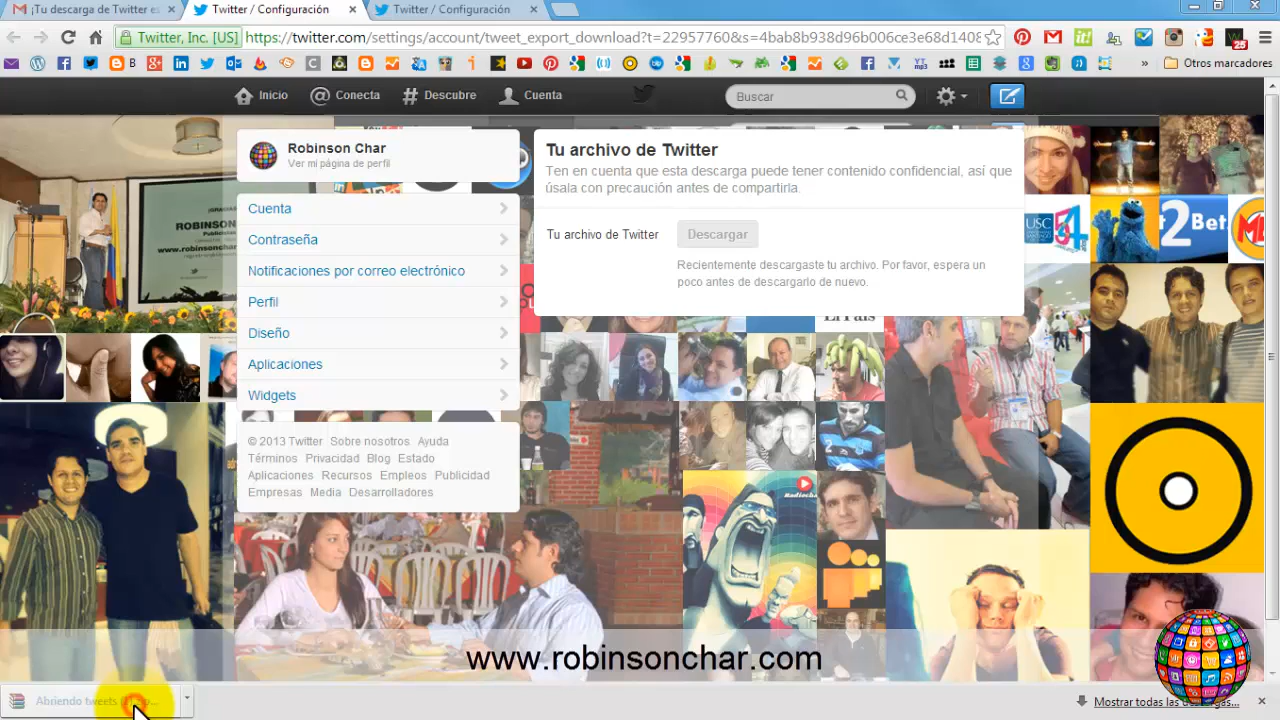 ¡Tu descarga de Twitter es
Twitter / Configuración
Twitter / Configuración
Twitter, Inc. [US]
https://twitter.com/settings/account/tweet_export_download?t=22957760&s=4bab8b938d96b006ce3e68d1408
Otros marcadores
Inicio
Conecta
Descubre
Cuenta
Buscar
Robinson Char
Ver mi página de perfil
Cuenta
Contraseña
Notificaciones por correo electrónico
Perfil
Diseño
Aplicaciones
Widgets
© 2013 Twitter Sobre nosotros Ayuda
Términos Privacidad Blog Estado
Aplicaciones Recursos Empleos Publicidad
Empresas Media Desarrolladores
Tu archivo de Twitter
Ten en cuenta que esta descarga puede tener contenido confidencial, así que
úsala con precaución antes de compartirla.
Tu archivo de Twitter
Descargar
Recientemente descargaste tu archivo. Por favor, espera un
poco antes de descargarlo de nuevo.
USC
www.robinsonchar.com
Abriendo tweets
Mostrar todas las descargas...